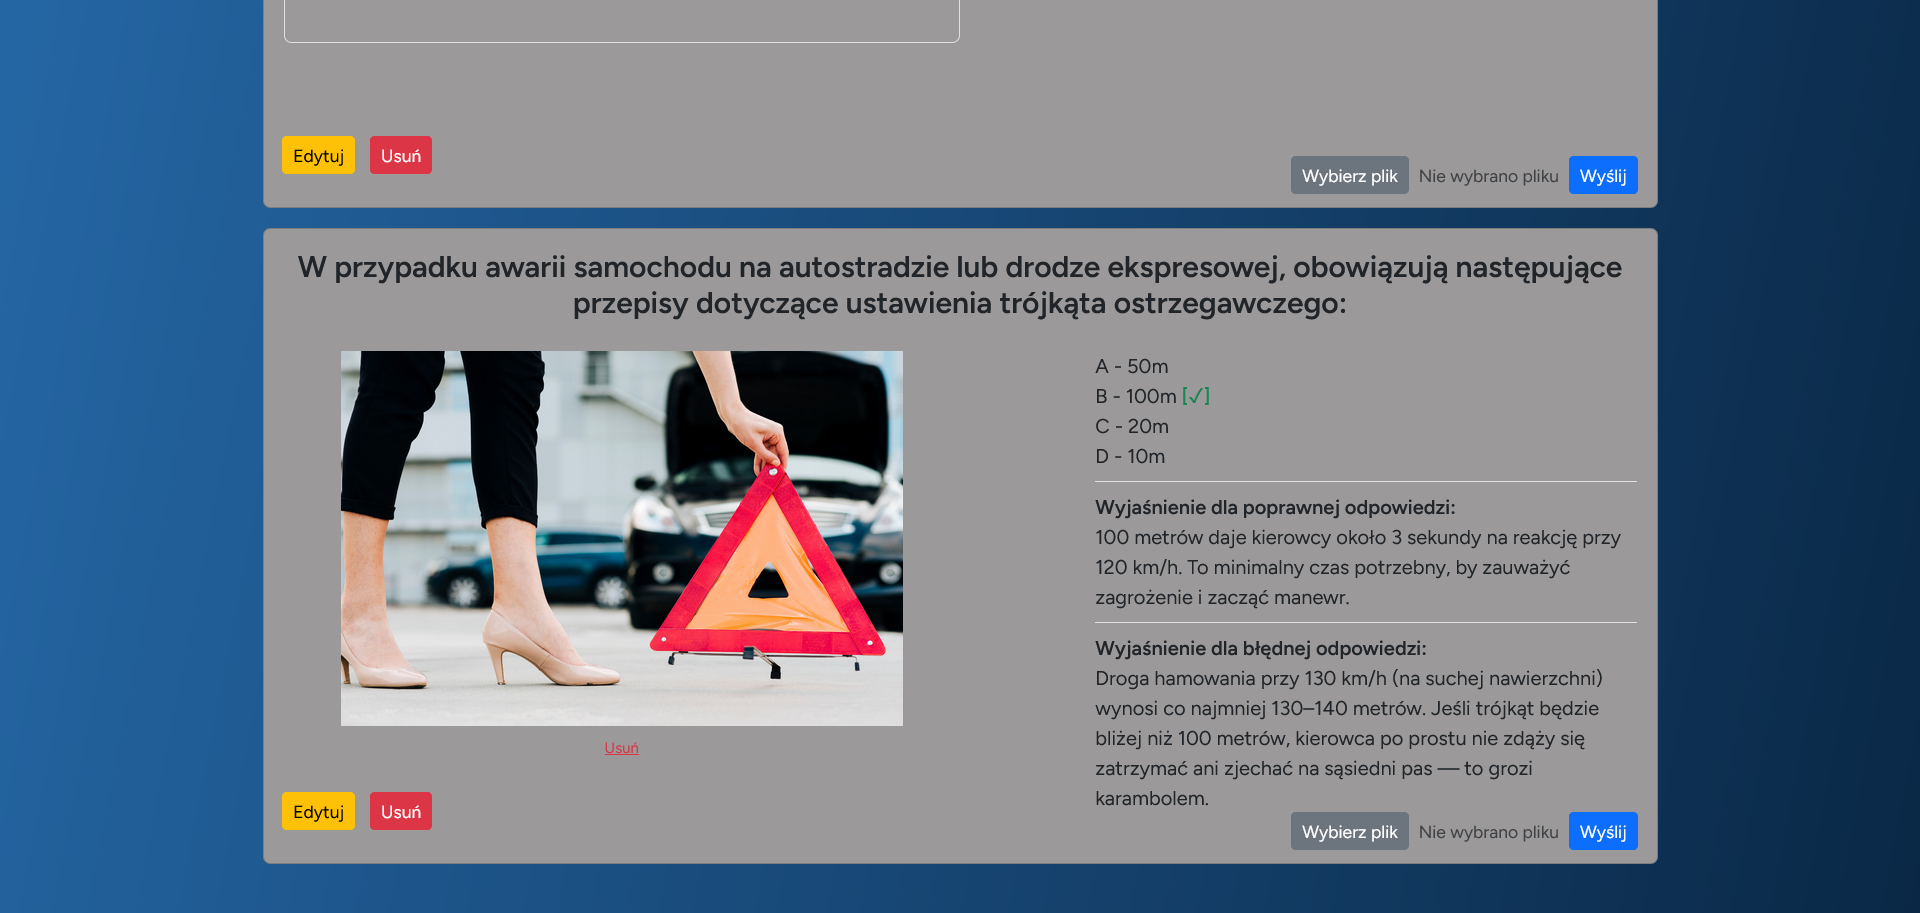 Edytuj Usuń
Wybierz plik Nie wybrano pliku Wyślij
W przypadku awarii samochodu na autostradzie lub drodze ekspresowej, obowiązują następujące
przepisy dotyczące ustawienia trójkąta ostrzegawczego:
A - 50m
B - 100m [✓]
C - 20m
D - 10m
Wyjaśnienie dla poprawnej odpowiedzi:
100 metrów daje kierowcy około 3 sekundy na reakcję przy
120 km/h. To minimalny czas potrzebny, by zauważyć
zagrożenie i zacząć manewr.
Wyjaśnienie dla błędnej odpowiedzi:
Droga hamowania przy 130 km/h (na suchej nawierzchni)
wynosi co najmniej 130–140 metrów. Jeśli trójkąt będzie
bliżej niż 100 metrów, kierowca po prostu nie zdąży się
zatrzymać ani zjechać na sąsiedni pas — to grozi
karambolem.
Usuń
Edytuj Usuń
Wybierz plik Nie wybrano pliku Wyślij